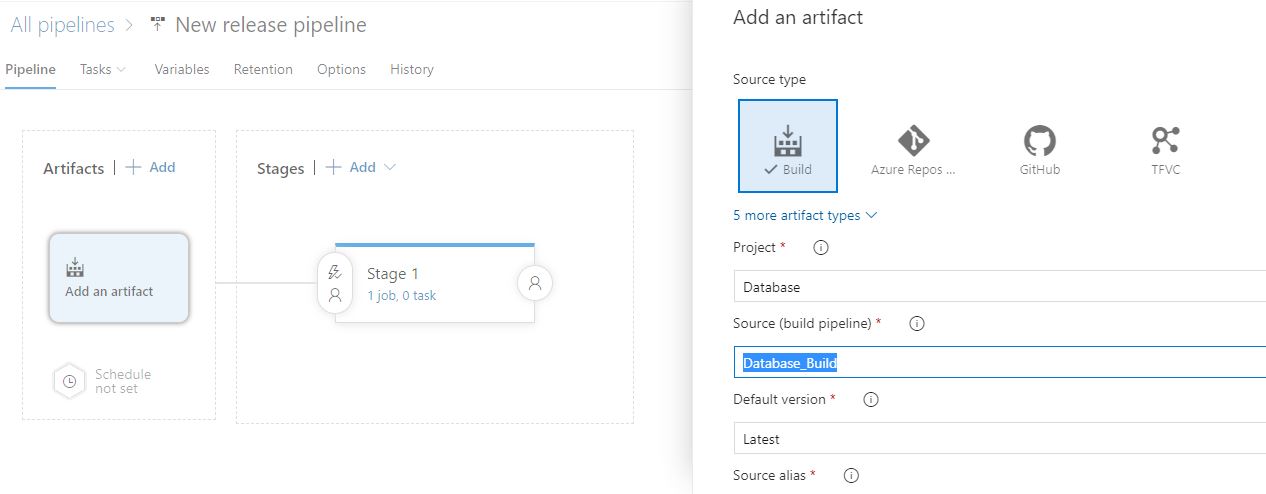 All pipelines > New release pipeline
Pipeline Tasks Variables Retention Options History
Artifacts | + Add
Add an artifact
Schedule
not set
Stages | + Add
Stage 1
1 job, 0 task
Add an artifact
Source type
Build
Azure Repos ...
GitHub
TFVC
5 more artifact types
Project *
Database
Source (build pipeline) *
Database_Build
Default version *
Latest
Source alias *